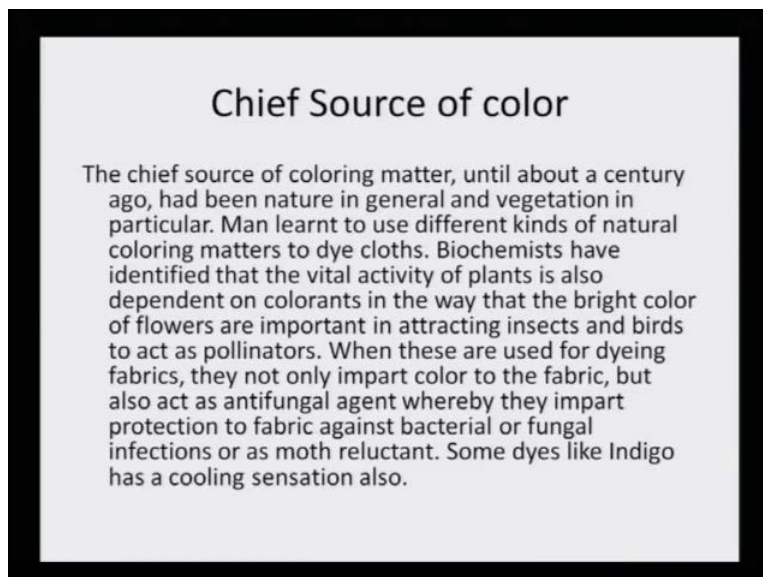 Chief Source of color
The chief source of coloring matter, until about a century
ago, had been nature in general and vegetation in
particular. Man learnt to use different kinds of natural
coloring matters to dye cloths. Biochemists have
identified that the vital activity of plants is also
dependent on colorants in the way that the bright color
of flowers are important in attracting insects and birds
to act as pollinators. When these are used for dyeing
fabrics, they not only impart color to the fabric, but
also act as antifungal agent whereby they impart
protection to fabric against bacterial or fungal
infections or as moth reluctant. Some dyes like Indigo
has a cooling sensation also.